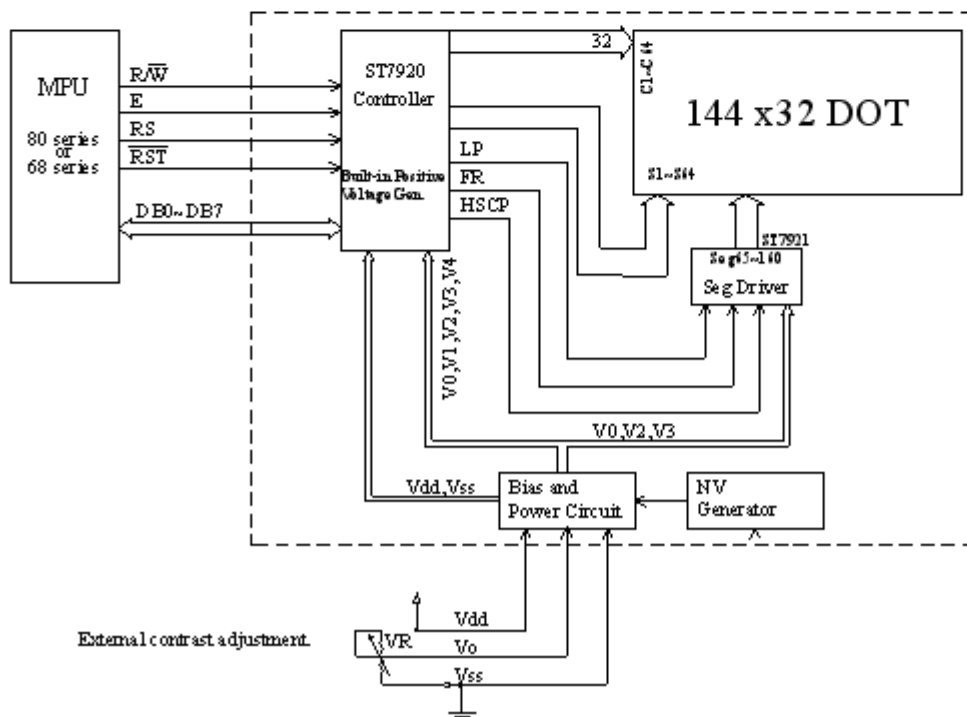 MPU
80 series
or
68 series
R/W̅
E
RS
R̅S̅T̅
DB0~DB7
ST7920
Controller
Built-in Positive
Voltage Gen.
32
C1~C64
144 x32 DOT
S1~S64
LP
FR
HSCP
ST7921
Seg65~160
Seg Driver
V0,V1,V2,V3,V4
V0,V2,V3
Vdd,Vss
Bias and
Power Circuit
NV
Generator
External contrast adjustment.
VR
Vdd
Vo
Vss